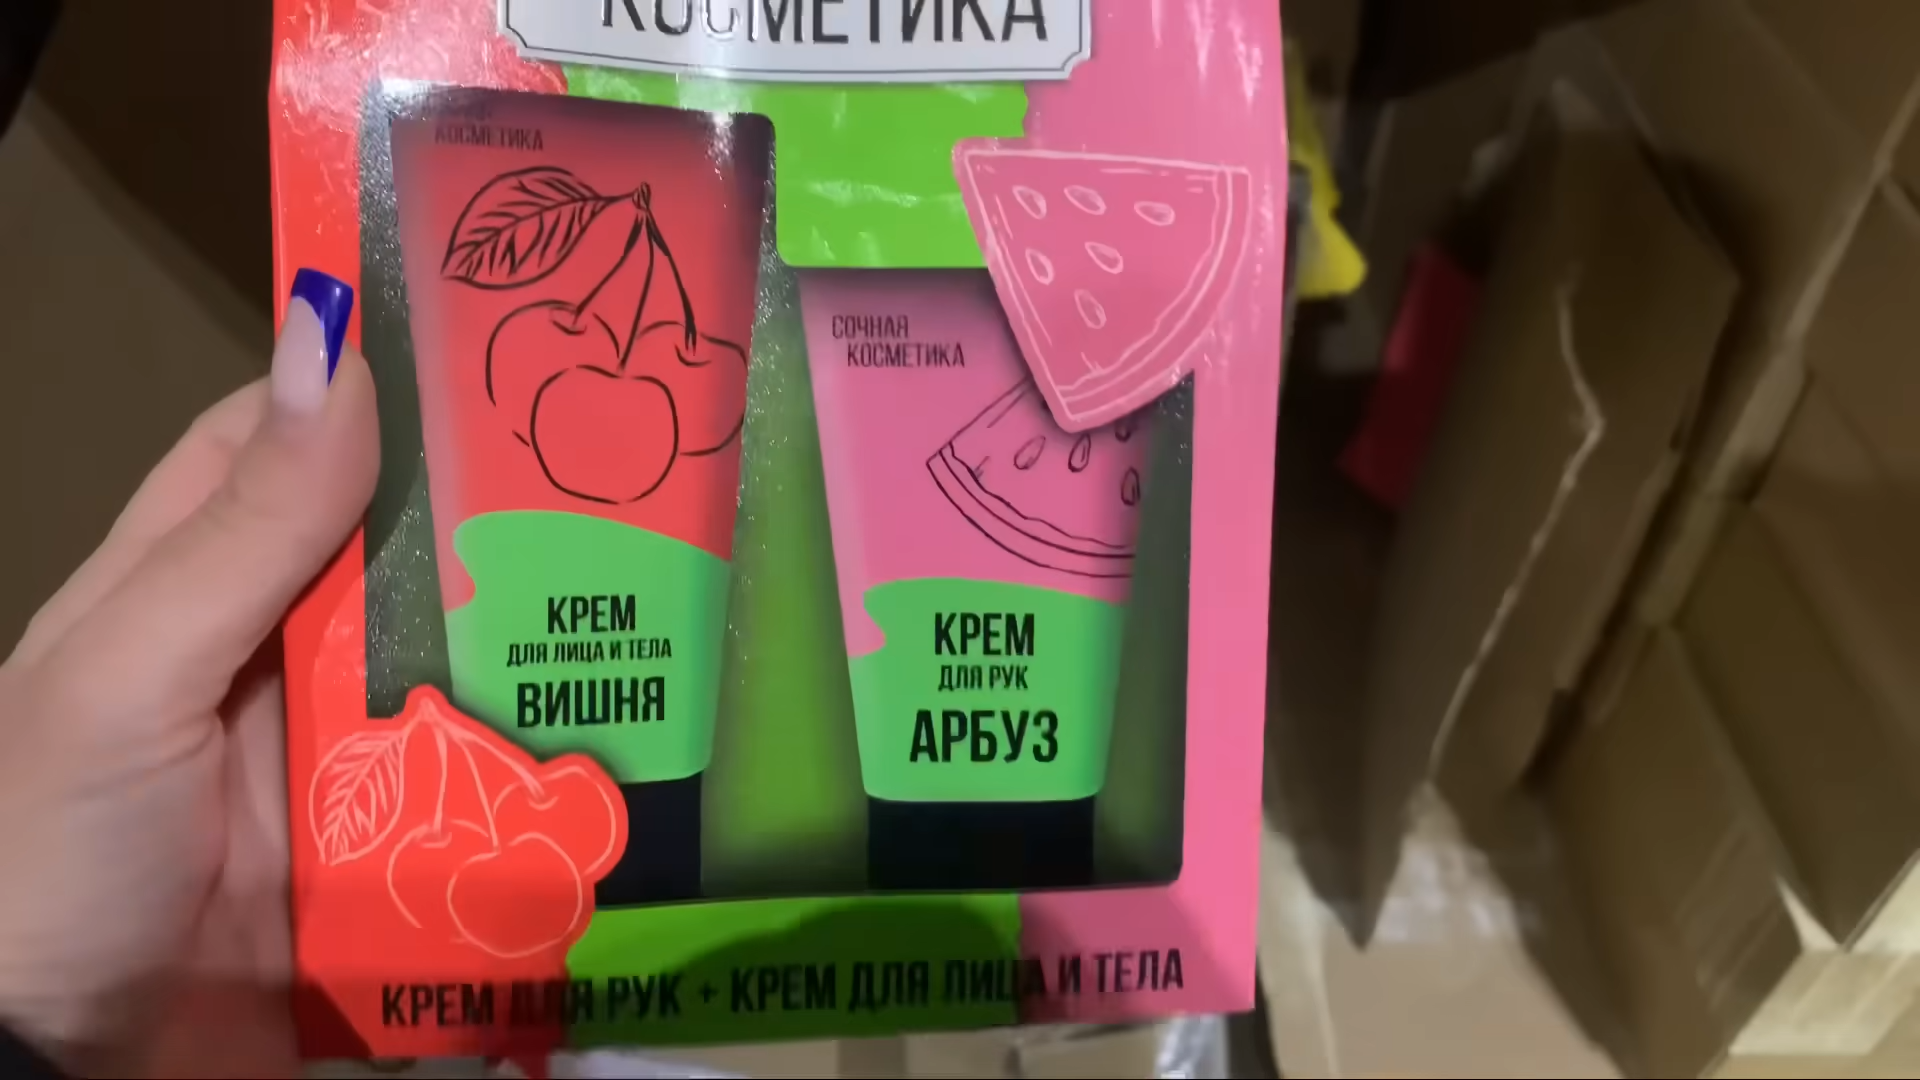 КОСМЕТИКА
КОСМЕТИКА
КРЕМ
ДЛЯ ЛИЦА И ТЕЛА
ВИШНЯ
СОЧНАЯ
КОСМЕТИКА
КРЕМ
ДЛЯ РУК
АРБУЗ
КРЕМ ДЛЯ РУК + КРЕМ ДЛЯ ЛИЦА И ТЕЛА